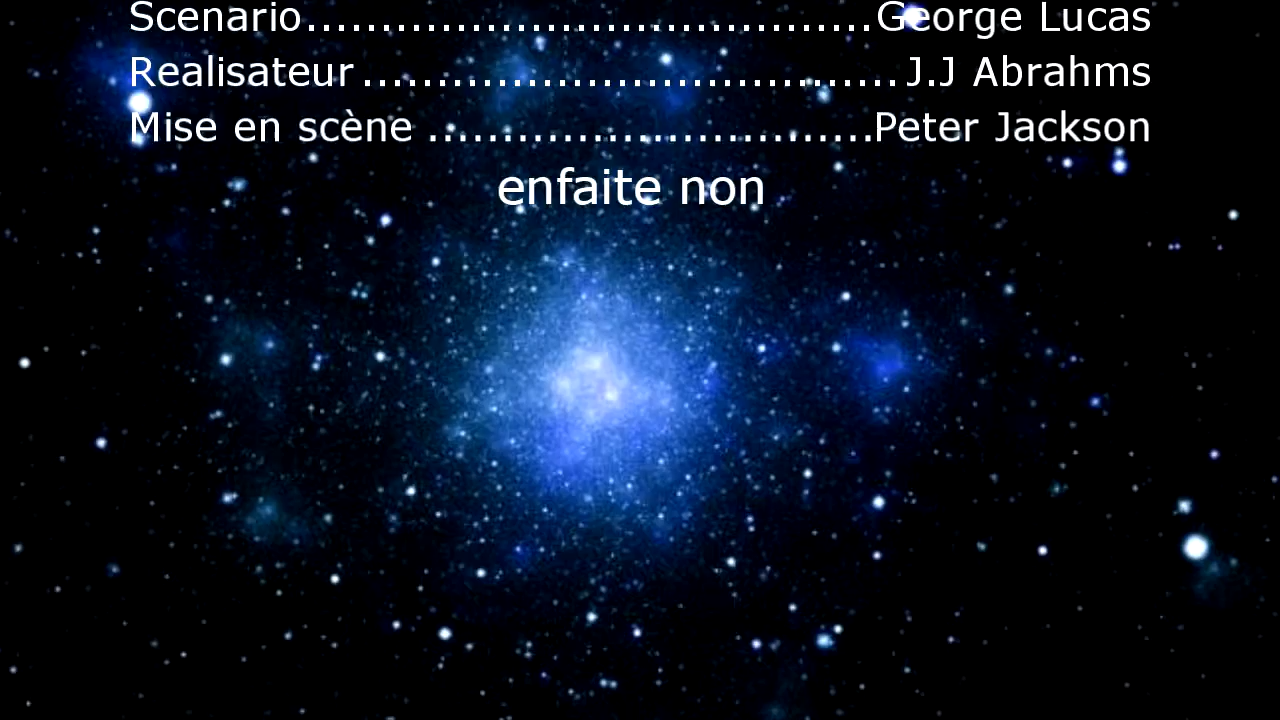 Scenario......................................George Lucas
Realisateur ....................................J.J Abrahms
Mise en scène ..............................Peter Jackson
enfaite non